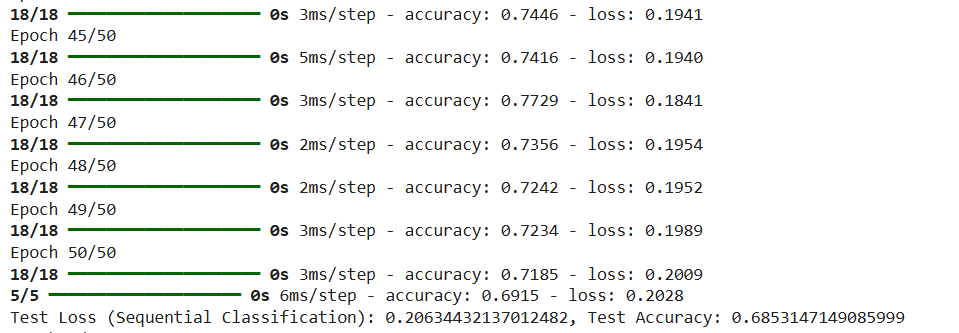 18/18 ━━━━━━━━━━━━━━━━━━━━ 0s 3ms/step - accuracy: 0.7446 - loss: 0.1941
Epoch 45/50
18/18 ━━━━━━━━━━━━━━━━━━━━ 0s 5ms/step - accuracy: 0.7416 - loss: 0.1940
Epoch 46/50
18/18 ━━━━━━━━━━━━━━━━━━━━ 0s 3ms/step - accuracy: 0.7729 - loss: 0.1841
Epoch 47/50
18/18 ━━━━━━━━━━━━━━━━━━━━ 0s 2ms/step - accuracy: 0.7356 - loss: 0.1954
Epoch 48/50
18/18 ━━━━━━━━━━━━━━━━━━━━ 0s 2ms/step - accuracy: 0.7242 - loss: 0.1952
Epoch 49/50
18/18 ━━━━━━━━━━━━━━━━━━━━ 0s 3ms/step - accuracy: 0.7234 - loss: 0.1989
Epoch 50/50
18/18 ━━━━━━━━━━━━━━━━━━━━ 0s 3ms/step - accuracy: 0.7185 - loss: 0.2009
5/5 ━━━━━━━━━━━━━━━━━━━━ 0s 6ms/step - accuracy: 0.6915 - loss: 0.2028
Test Loss (Sequential Classification): 0.20634432137012482, Test Accuracy: 0.6853147149085999